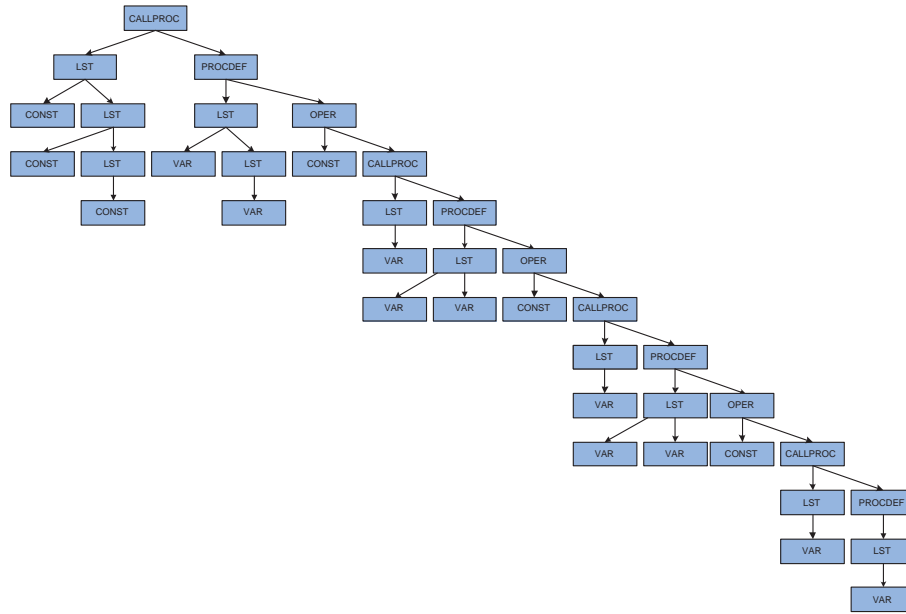 CALLPROC
LST PROCDEF
CONST LST LST OPER
CONST LST VAR LST CONST CALLPROC
CONST VAR LST PROCDEF
VAR LST OPER
VAR VAR CONST CALLPROC
LST PROCDEF
VAR LST OPER
VAR VAR CONST CALLPROC
LST PROCDEF
VAR LST
VAR